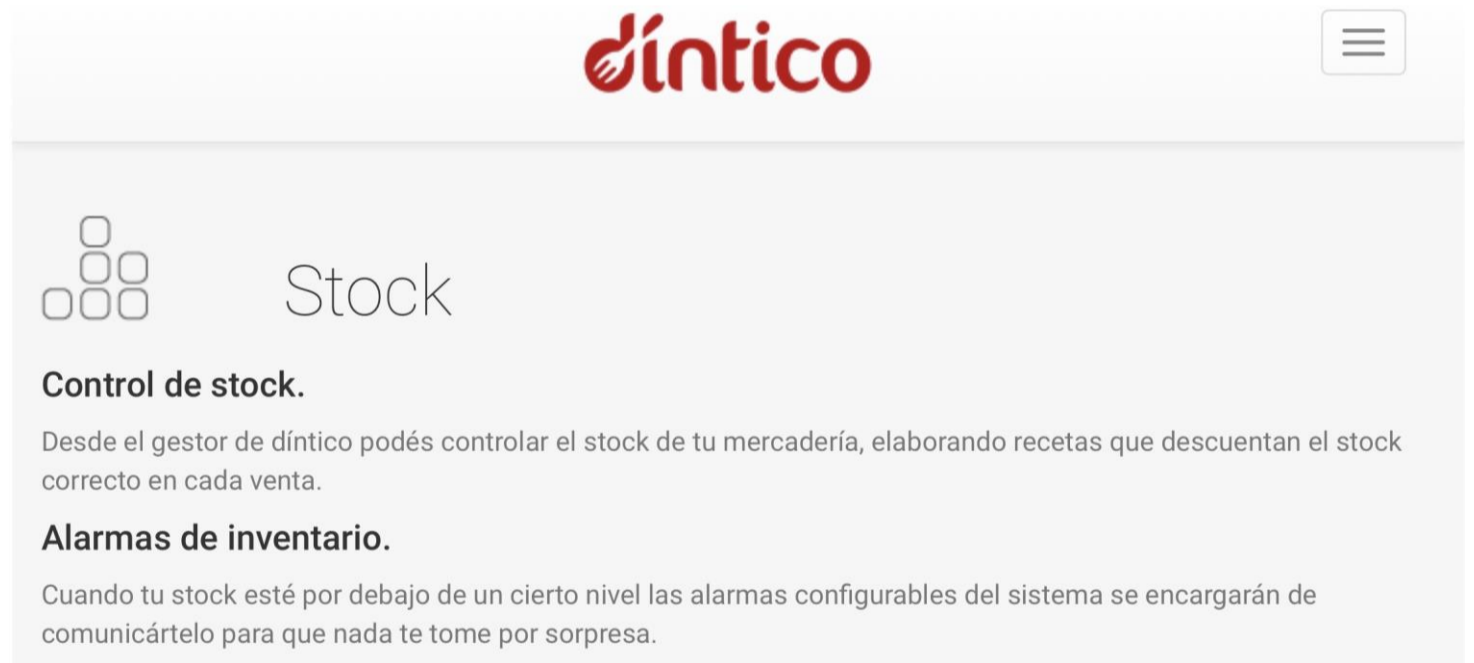 díntico
Stock
Control de stock.
Desde el gestor de díntico podés controlar el stock de tu mercadería, elaborando recetas que descuentan el stock
correcto en cada venta.
Alarmas de inventario.
Cuando tu stock esté por debajo de un cierto nivel las alarmas configurables del sistema se encargarán de
comunicártelo para que nada te tome por sorpresa.